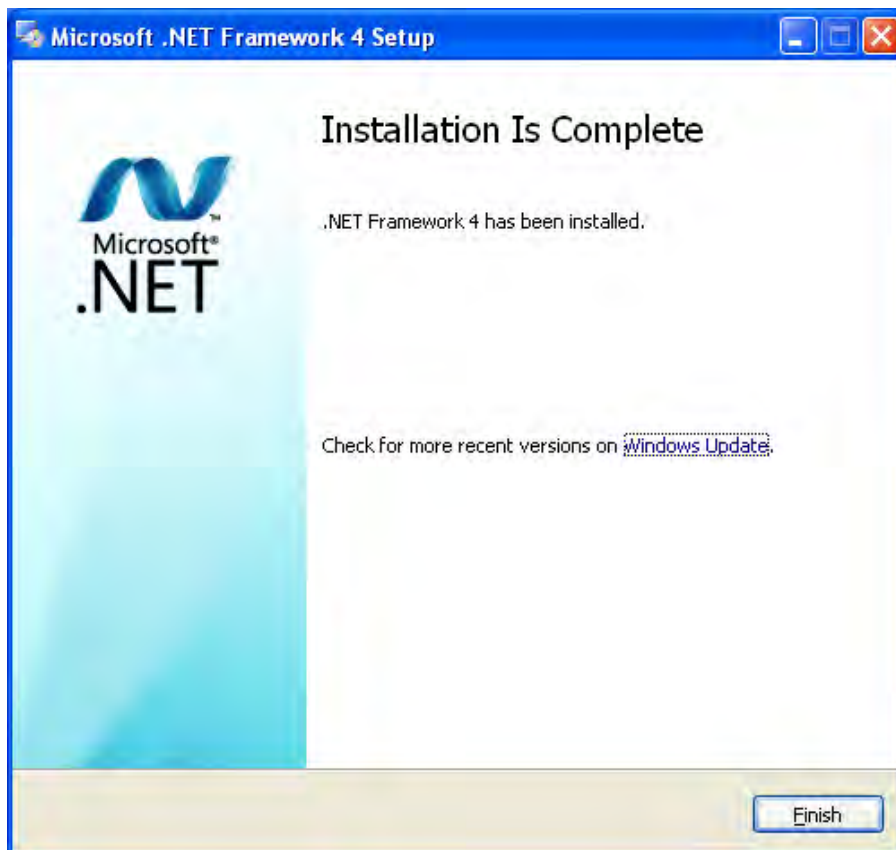 Microsoft .NET Framework 4 Setup
Installation Is Complete
.NET Framework 4 has been installed.
Microsoft®
.NET
™
Check for more recent versions on Windows Update.
Finish